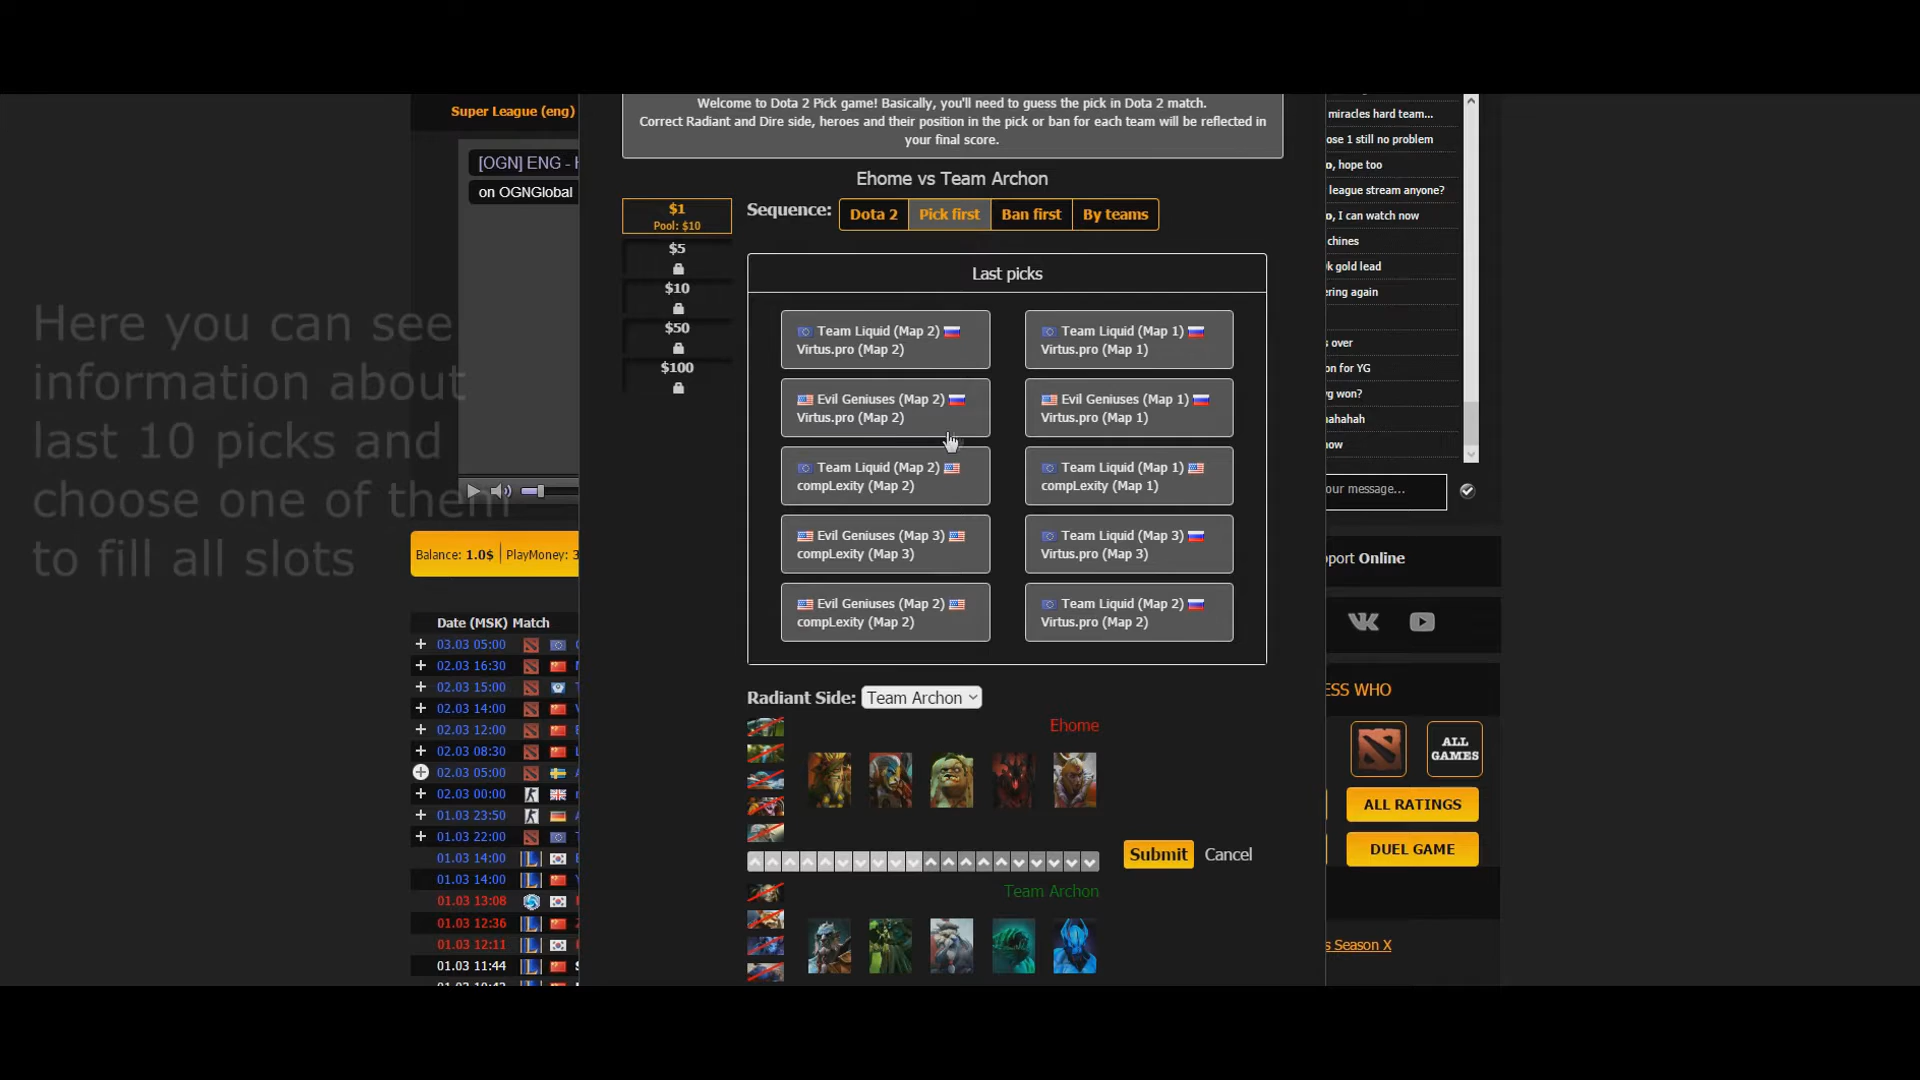 Here you can see
information about
last 10 picks and
choose one of them
to fill all slots
Super League (eng)
[OGN] ENG -
on OGNGlobal
Balance: 1.0$ PlayMoney: 3
Date (MSK) Match
03.03 05:00
02.03 16:30
02.03 15:00
02.03 14:00
02.03 12:00
02.03 08:30
02.03 05:00
02.03 00:00
01.03 23:50
01.03 22:00
01.03 14:00
01.03 14:00
01.03 13:08
01.03 12:36
01.03 12:11
01.03 11:44
Welcome to Dota 2 Pick game! Basically, you'll need to guess the pick in Dota 2 match.
Correct Radiant and Dire side, heroes and their position in the pick or ban for each team will be reflected in
your final score.
Ehome vs Team Archon
$1
Pool: $10
$5
$10
$50
$100
Sequence: Dota 2 Pick first Ban first By teams
Last picks
Team Liquid (Map 2)
Virtus.pro (Map 2)
Team Liquid (Map 1)
Virtus.pro (Map 1)
Evil Geniuses (Map 2)
Virtus.pro (Map 2)
Evil Geniuses (Map 1)
Virtus.pro (Map 1)
Team Liquid (Map 2)
compLexity (Map 2)
Team Liquid (Map 1)
compLexity (Map 1)
Evil Geniuses (Map 3)
compLexity (Map 3)
Team Liquid (Map 3)
Virtus.pro (Map 3)
Evil Geniuses (Map 2)
compLexity (Map 2)
Team Liquid (Map 2)
Virtus.pro (Map 2)
Radiant Side: Team Archon
Ehome
Submit Cancel
Team Archon
miracles hard team...
ose 1 still no problem
o, hope too
league stream anyone?
o, I can watch now
chines
k gold lead
ring again
s over
on for YG
g won?
ahahah
now
our message...
pport Online
ESS WHO
ALL
GAMES
ALL RATINGS
DUEL GAME
s Season X